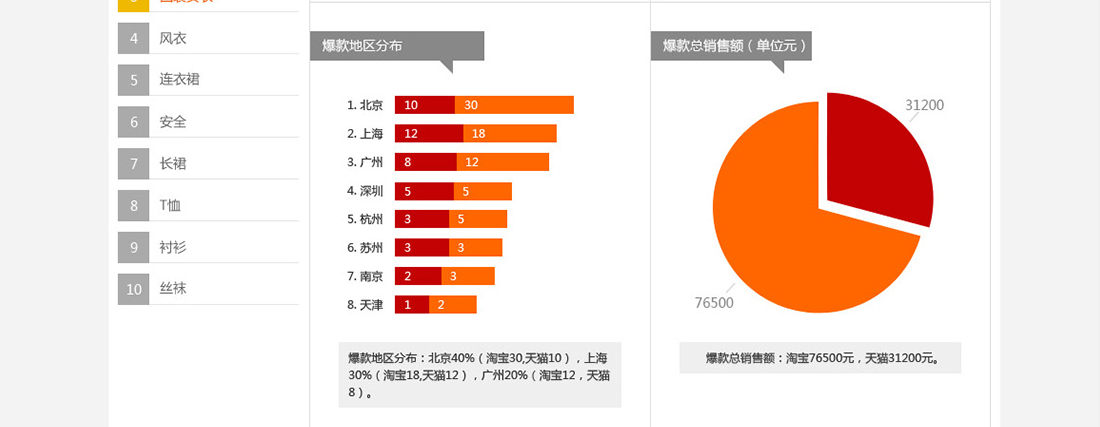 4 风衣
5 连衣裙
6 安全
7 长裙
8 T恤
9 衬衫
10 丝袜
爆款地区分布
1. 北京 10 30
2. 上海 12 18
3. 广州 8 12
4. 深圳 5 5
5. 杭州 3 5
6. 苏州 3 3
7. 南京 2 3
8. 天津 1 2
爆款地区分布：北京40%（淘宝30,天猫10），上海
30%（淘宝18,天猫12），广州20%（淘宝12，天猫
8）。
爆款总销售额（单位元）
31200
76500
爆款总销售额：淘宝76500元，天猫31200元。